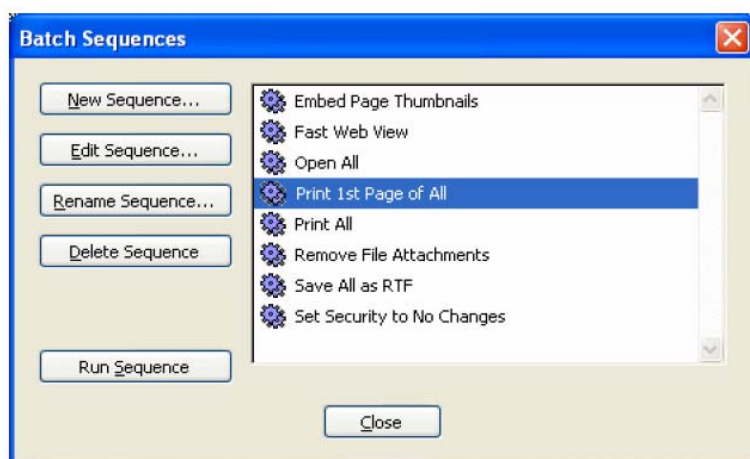 Batch Sequences
New Sequence...
Edit Sequence...
Rename Sequence...
Delete Sequence
Run Sequence
Embed Page Thumbnails
Fast Web View
Open All
Print 1st Page of All
Print All
Remove File Attachments
Save All as RTF
Set Security to No Changes
Close